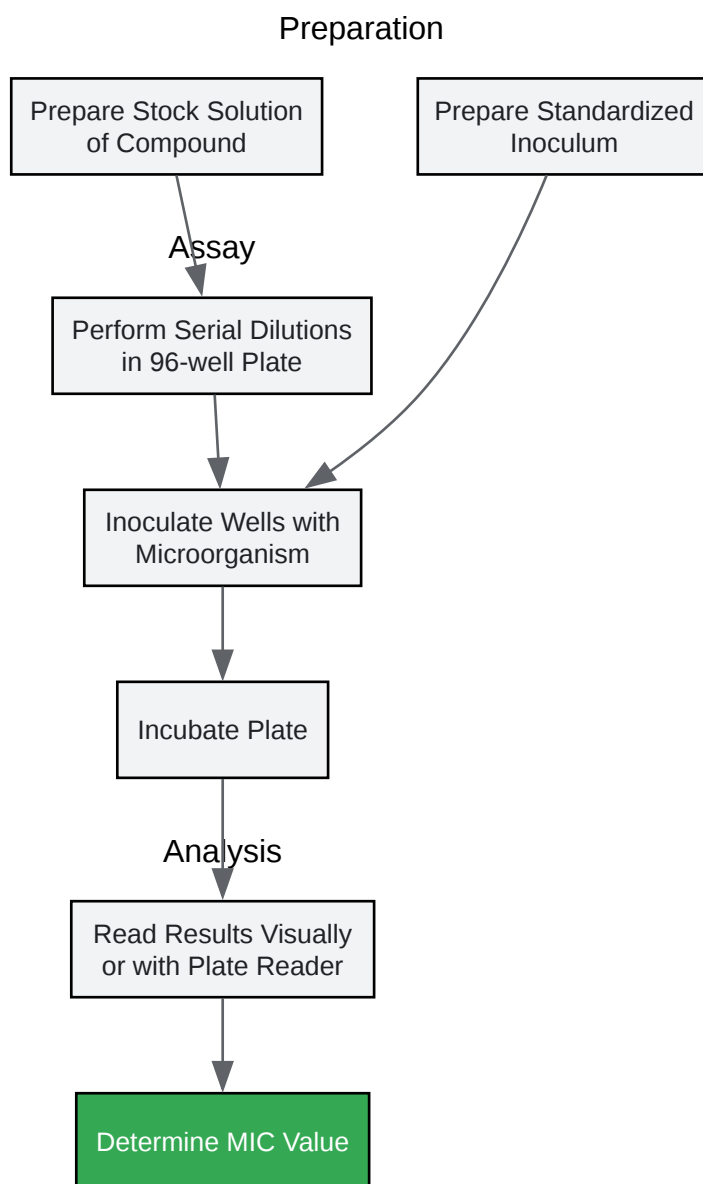 Preparation
Prepare Stock Solution
of Compound
Prepare Standardized
Inoculum
Assay
Perform Serial Dilutions
in 96-well Plate
Inoculate Wells with
Microorganism
Incubate Plate
Analysis
Read Results Visually
or with Plate Reader
Determine MIC Value